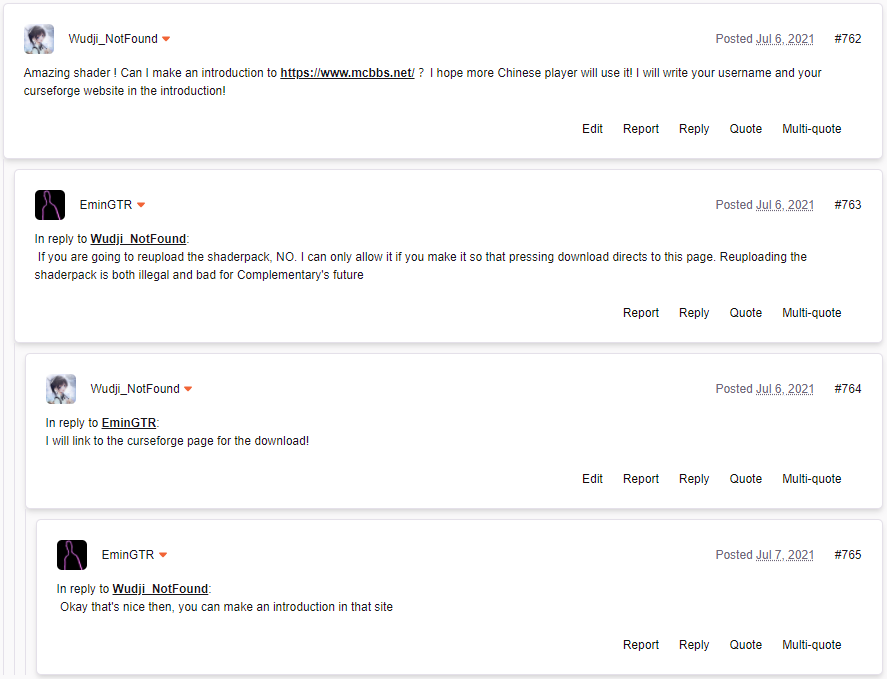 Wudji_NotFound Posted Jul 6, 2021 #762
Amazing shader ! Can I make an introduction to https://www.mcbbs.net/ ？ I hope more Chinese player will use it! I will write your username and your
curseforge website in the introduction!
Edit Report Reply Quote Multi-quote
EminGTR Posted Jul 6, 2021 #763
In reply to Wudji_NotFound:
If you are going to reupload the shaderpack, NO. I can only allow it if you make it so that pressing download directs to this page. Reuploading the
shaderpack is both illegal and bad for Complementary's future
Report Reply Quote Multi-quote
Wudji_NotFound Posted Jul 6, 2021 #764
In reply to EminGTR:
I will link to the curseforge page for the download!
Edit Report Reply Quote Multi-quote
EminGTR Posted Jul 7, 2021 #765
In reply to Wudji_NotFound:
Okay that's nice then, you can make an introduction in that site
Report Reply Quote Multi-quote